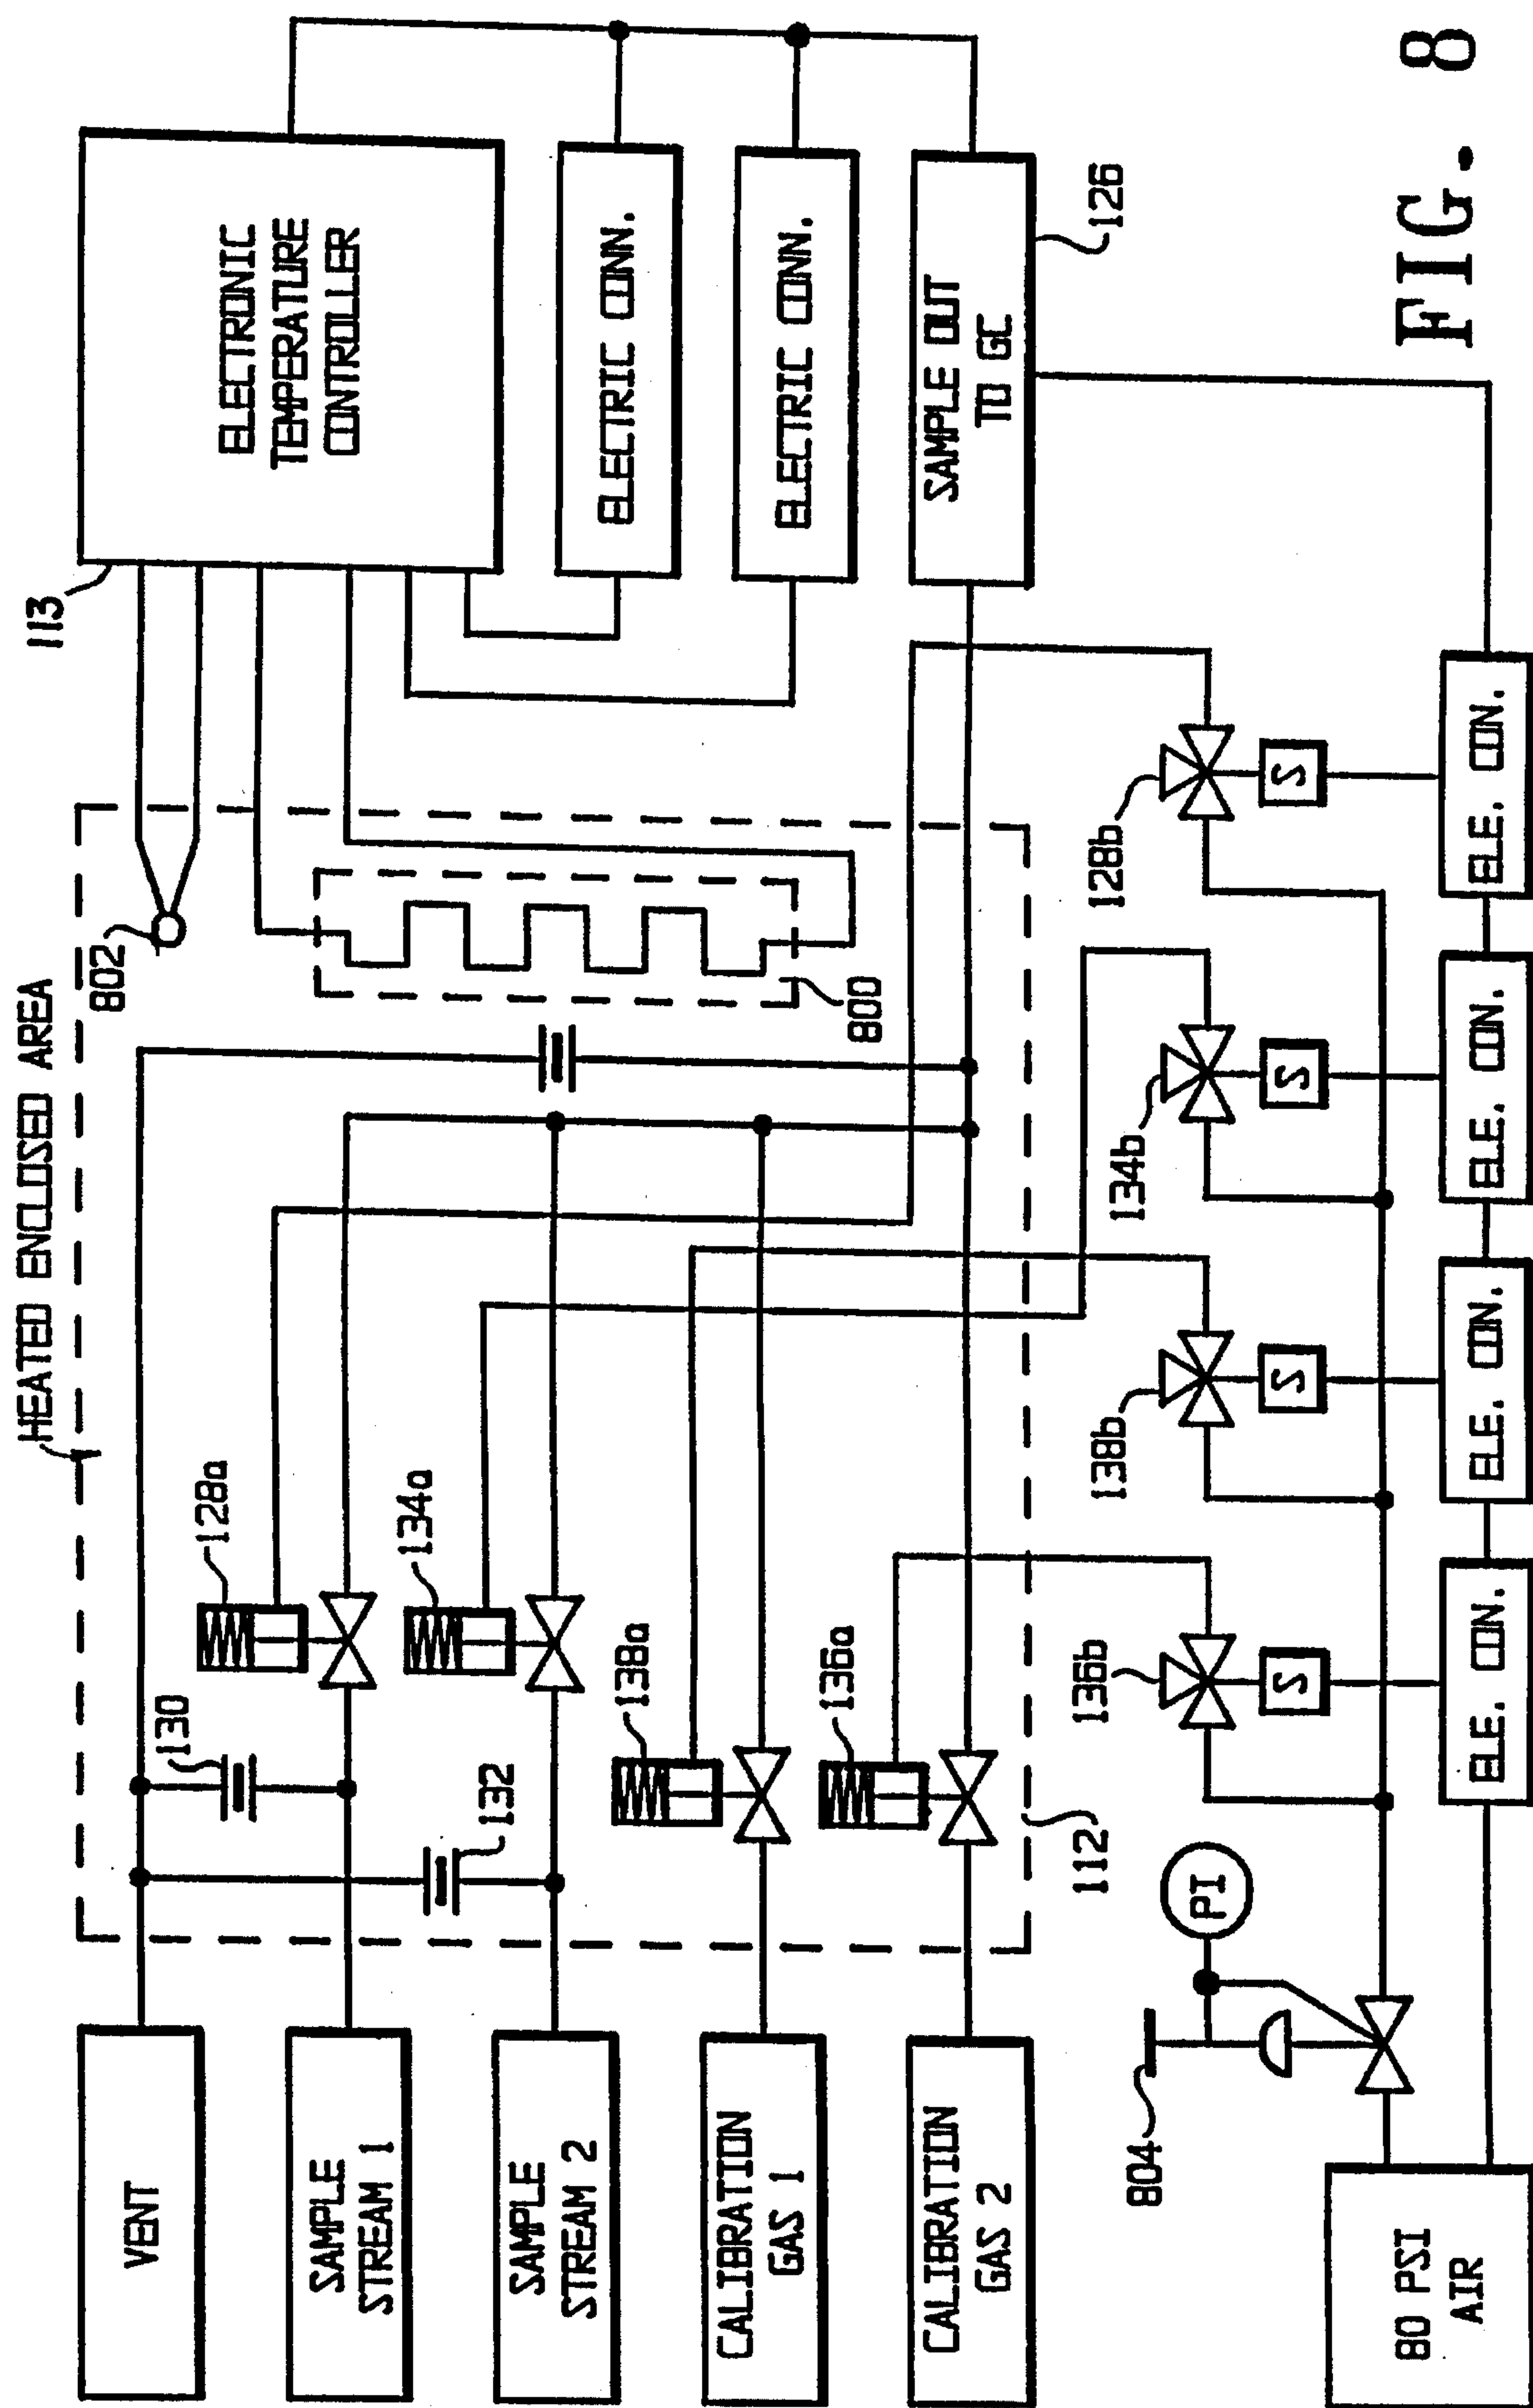 HEATED ENCLOSED AREA
113
ELECTRONIC
TEMPERATURE
CONTROLLER
802
VENT
130
128a
SAMPLE
STREAM 1
134a
ELECTRIC CONN.
132
SAMPLE
STREAM 2
138a
800
ELECTRIC CONN.
CALIBRATION
GAS 1
136a
SAMPLE OUT
TO GC
CALIBRATION
GAS 2
112
126
804
PI
136b
138b
134b
128b
S
S
S
S
80 PSI
AIR
ELE. CON.
ELE. CON.
ELE. CON.
ELE. CON.
FIG. 8